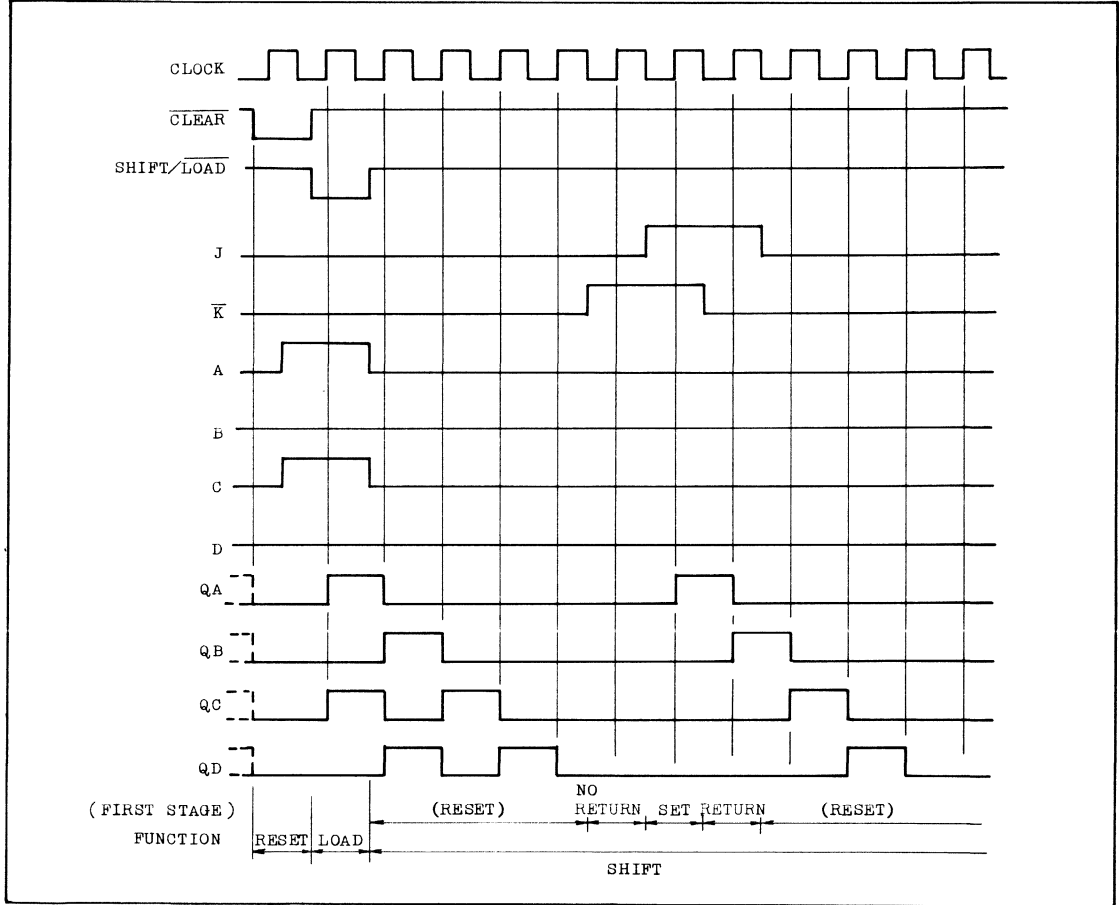 CLOCK
CLEAR
SHIFT/LOAD
J
K
A
B
C
D
QA
QB
QC
QD
NO
(FIRST STAGE) (RESET) RETURN SET RETURN (RESET)
FUNCTION RESET LOAD
SHIFT